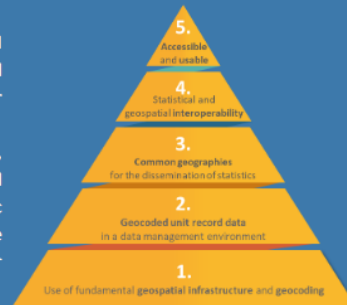 5.
Accessible
and usable
4.
Statistical and
geospatial interoperability
3.
Common geographies
for the dissemination of statistics
2.
Geocoded unit record data
in a data management environment
1.
Use of fundamental geospatial infrastructure and geocoding